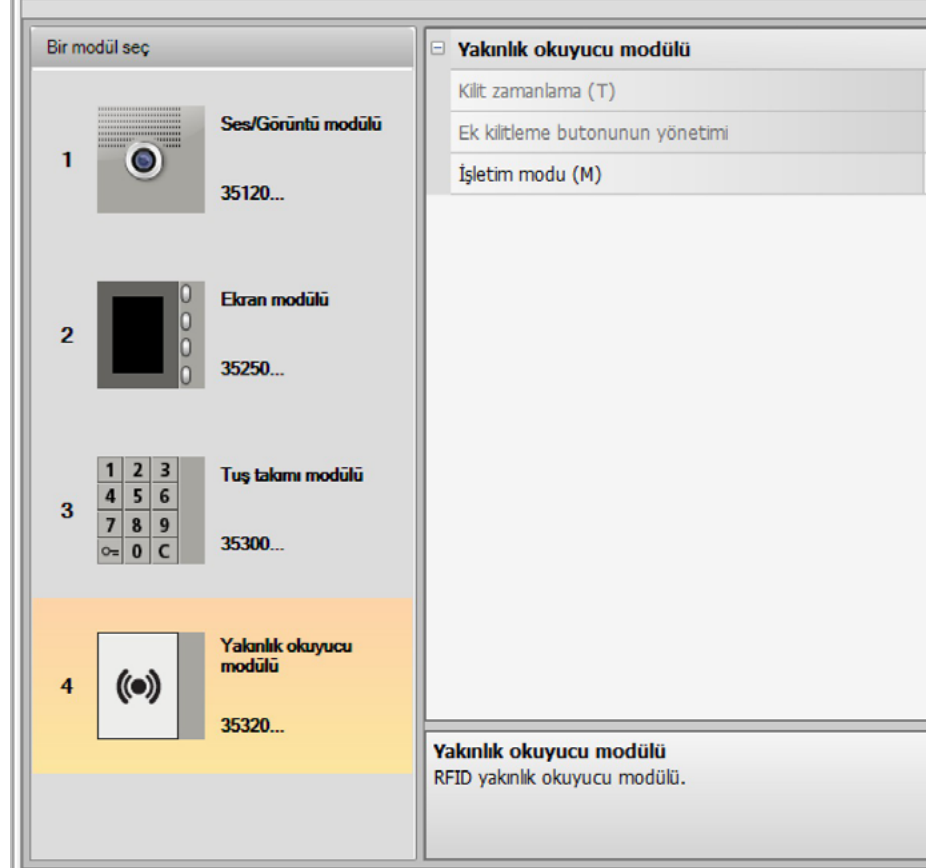 Bir modül seç
1
Ses/Görüntü modülü
35120...
2
Ekran modülü
35250...
3
1 2 3
4 5 6
7 8 9
0 C
Tuş takımı modülü
35300...
4
Yakınlık okuyucu
modülü
35320...
Yakınlık okuyucu modülü
Kilit zamanlama (T)
Ek kilitleme butonunun yönetimi
İşletim modu (M)
Yakınlık okuyucu modülü
RFID yakınlık okuyucu modülü.